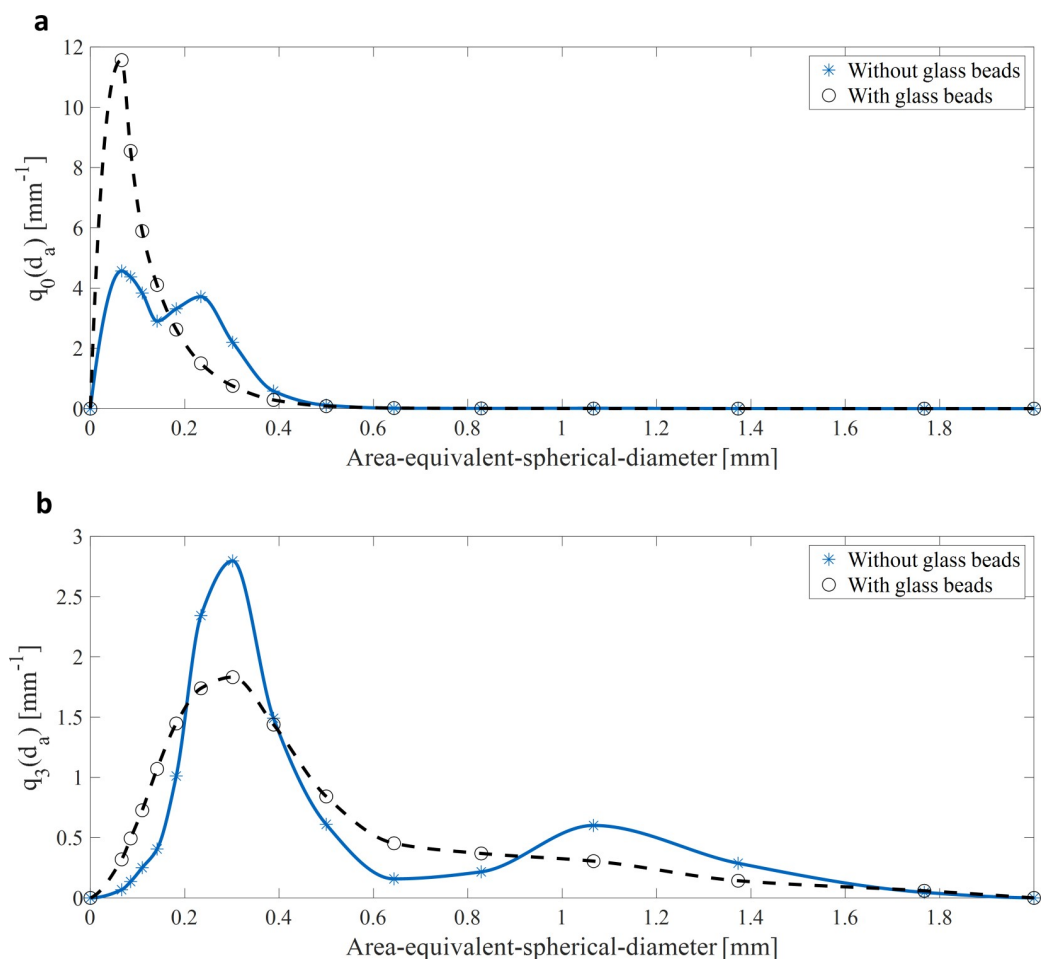 a
12
10
8
6
4
2
0
q_0(d_a) [mm^-1]
Without glass beads
With glass beads
0 0.2 0.4 0.6 0.8 1 1.2 1.4 1.6 1.8
Area-equivalent-spherical-diameter [mm]
b
3
2.5
2
1.5
1
0.5
0
q_3(d_a) [mm^-1]
Without glass beads
With glass beads
0 0.2 0.4 0.6 0.8 1 1.2 1.4 1.6 1.8
Area-equivalent-spherical-diameter [mm]